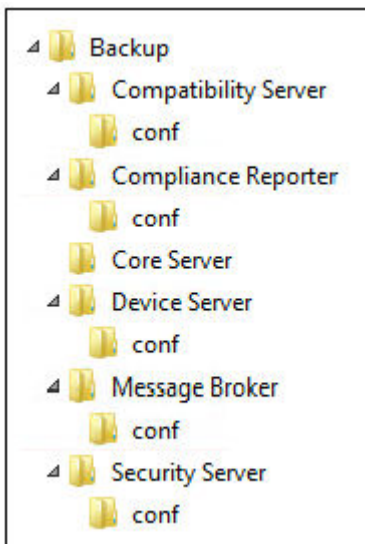 Backup
Compatibility Server
conf
Compliance Reporter
conf
Core Server
Device Server
conf
Message Broker
conf
Security Server
conf